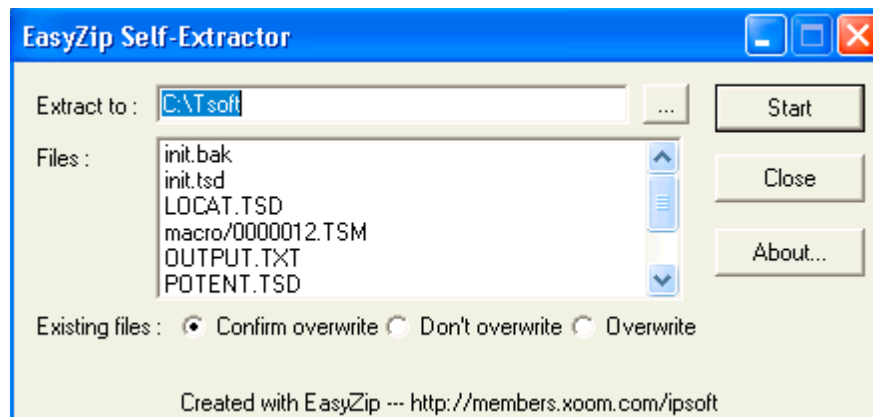 EasyZip Self-Extractor
Extract to : C:\Tsoft ... Start
Files :
init.bak
init.tsd
LOCAT.TSD
macro/0000012.TSM
OUTPUT.TXT
POTENT.TSD
Close
About...
Existing files : Confirm overwrite Don't overwrite Overwrite
Created with EasyZip --- http://members.xoom.com/ipsoft